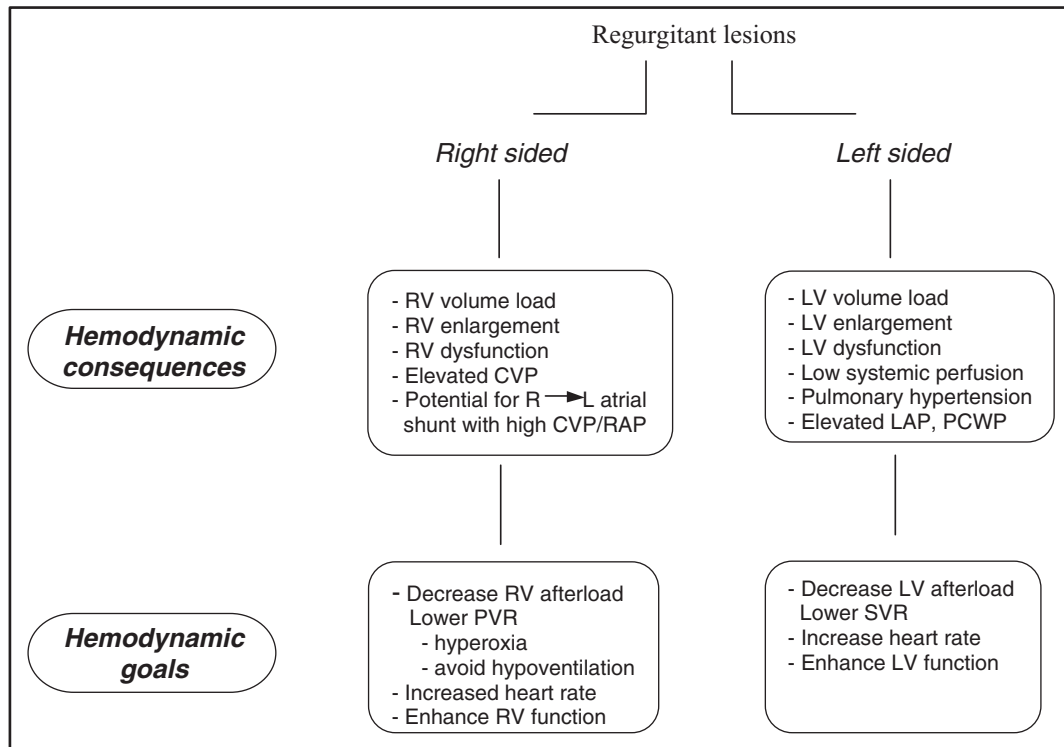 Regurgitant lesions
Right sided
Left sided
Hemodynamic
consequences
- RV volume load
- RV enlargement
- RV dysfunction
- Elevated CVP
- Potential for R → L atrial
shunt with high CVP/RAP
- LV volume load
- LV enlargement
- LV dysfunction
- Low systemic perfusion
- Pulmonary hypertension
- Elevated LAP, PCWP
Hemodynamic
goals
- Decrease RV afterload
Lower PVR
- hyperoxia
- avoid hypoventilation
- Increased heart rate
- Enhance RV function
- Decrease LV afterload
Lower SVR
- Increase heart rate
- Enhance LV function